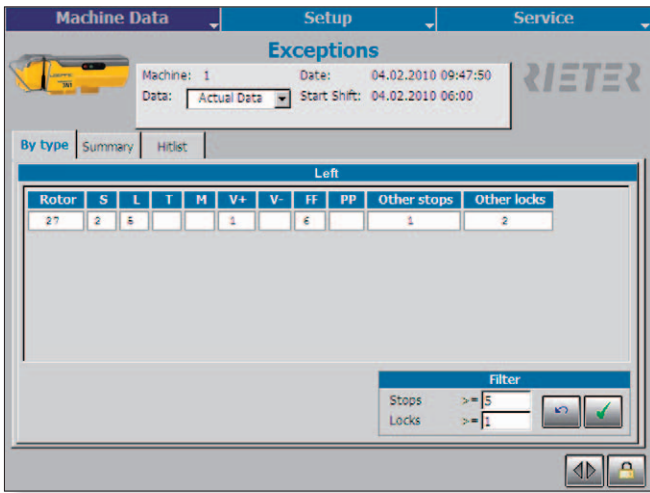 Machine Data Setup Service
Exceptions
Machine: 1 Date: 04.02.2010 09:47:50
Data: Actual Data Start Shift: 04.02.2010 06:00
RIETER
By type Summary Hitlist
Left
Rotor S L T M V+ V- FF PP Other stops Other locks
27 2 5 1 6 1 2
Filter
Stops >= 5
Locks >= 1